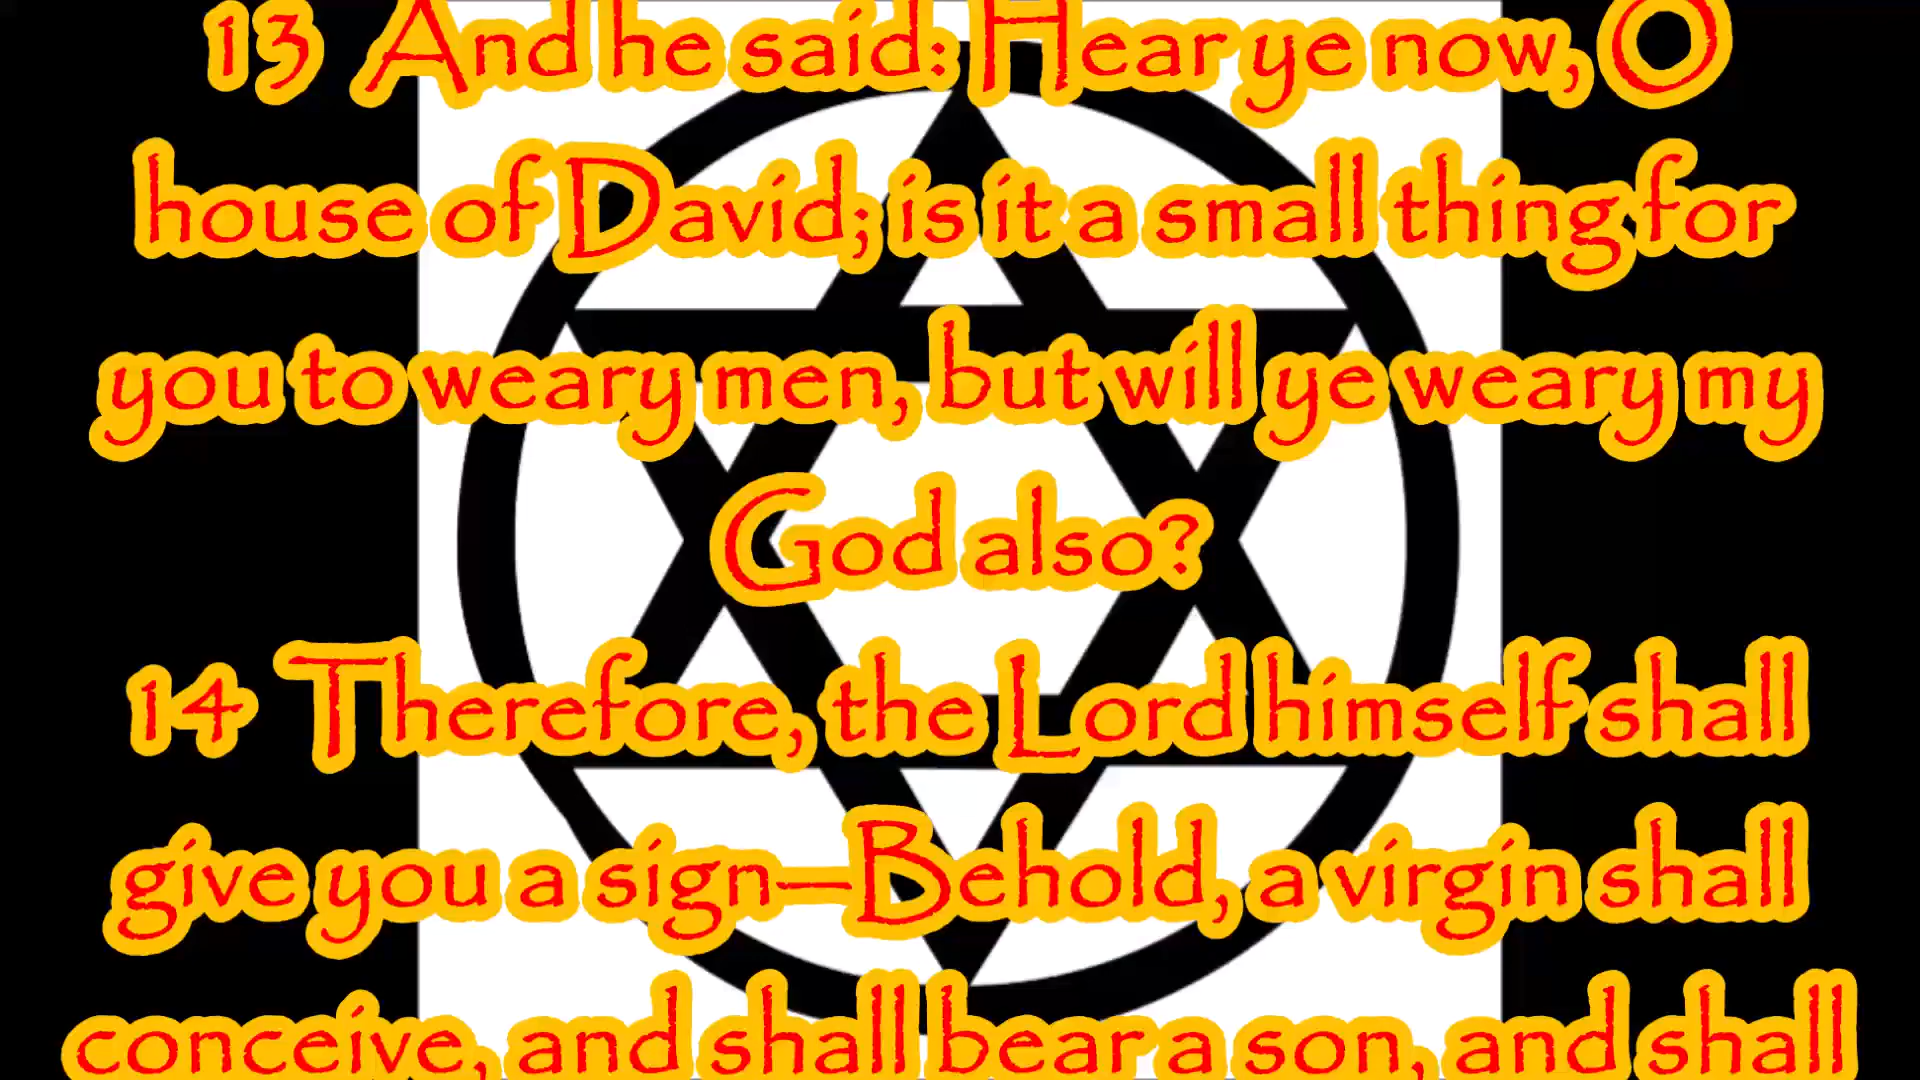 13 And he said: Hear ye now, O
house of David; is it a small thing for
you to weary men, but will ye weary my
God also?
14 Therefore, the Lord himself shall
give you a sign—Behold, a virgin shall
conceive, and shall bear a son, and shall